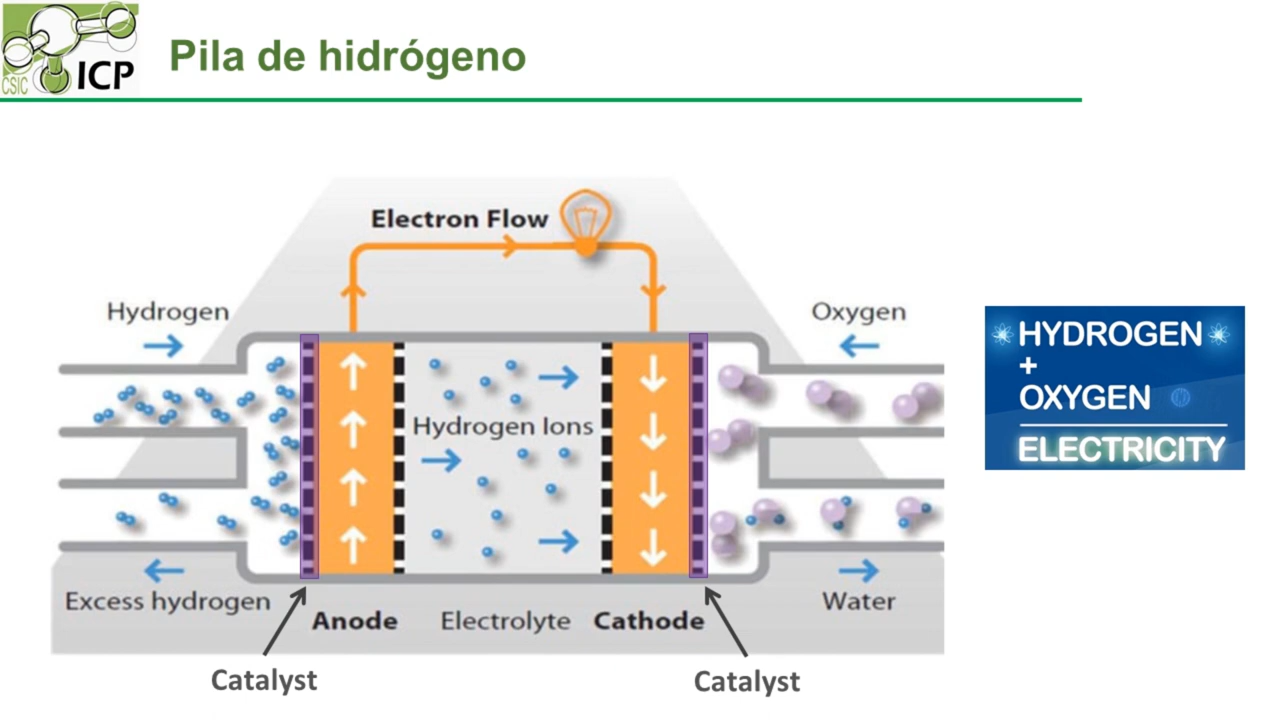 CSIC
ICP
Pila de hidrógeno
Electron Flow
Hydrogen
Oxygen
Hydrogen Ions
Excess hydrogen
Water
Anode
Electrolyte
Cathode
Catalyst
Catalyst
HYDROGEN
+
OXYGEN
ELECTRICITY